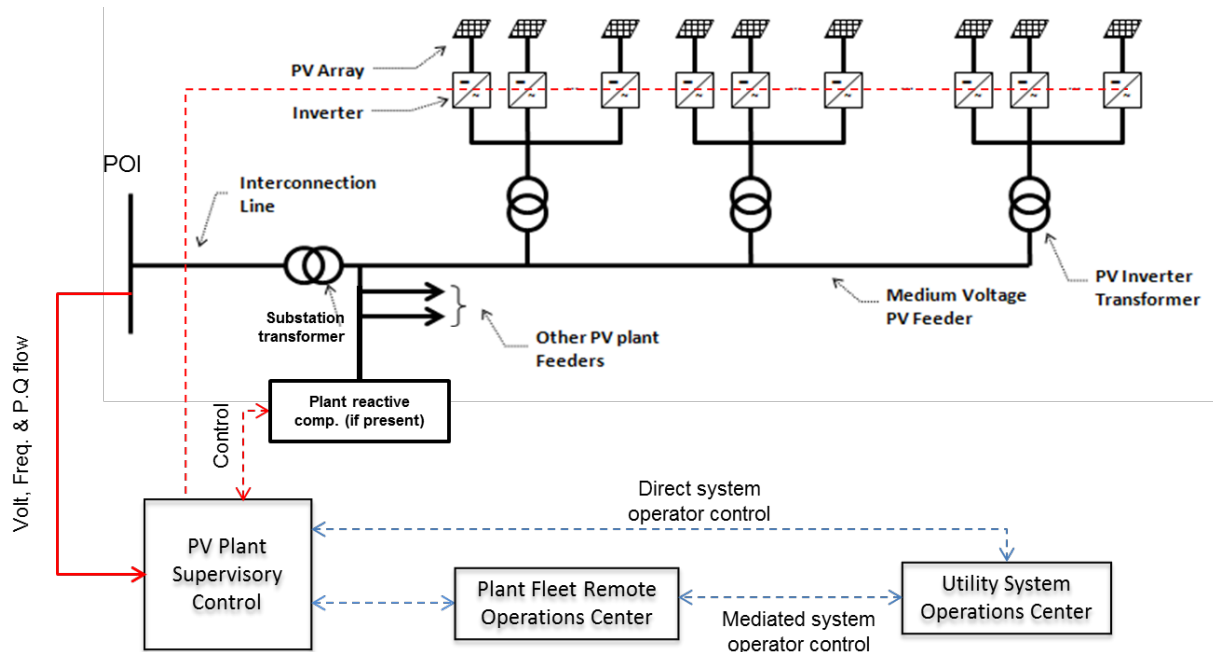 PV Array
Inverter
POI
Interconnection
Line
Substation
transformer
Other PV plant
Feeders
Medium Voltage
PV Feeder
PV Inverter
Transformer
Plant reactive
comp. (if present)
Control
Volt, Freq. & P.Q flow
PV Plant
Supervisory
Control
Direct system
operator control
Plant Fleet Remote
Operations Center
Mediated system
operator control
Utility System
Operations Center